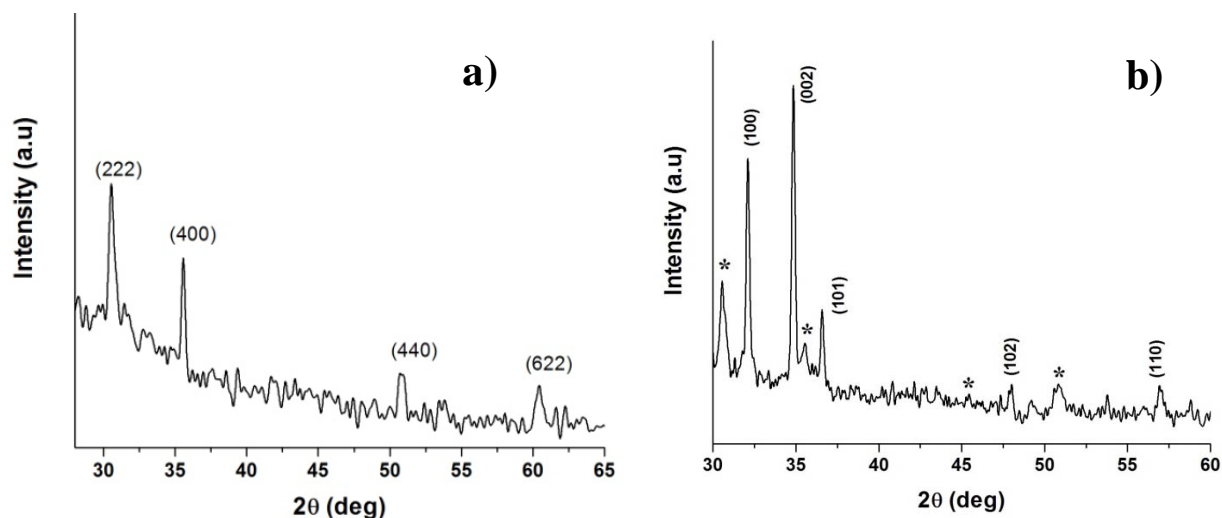 a)
Intensity (a.u)
(222)
(400)
(440)
(622)
30 35 40 45 50 55 60 65
2θ (deg)
b)
Intensity (a.u)
*
(100)
(002)
*
(101)
*
(102)
*
(110)
30 35 40 45 50 55 60
2θ (deg)